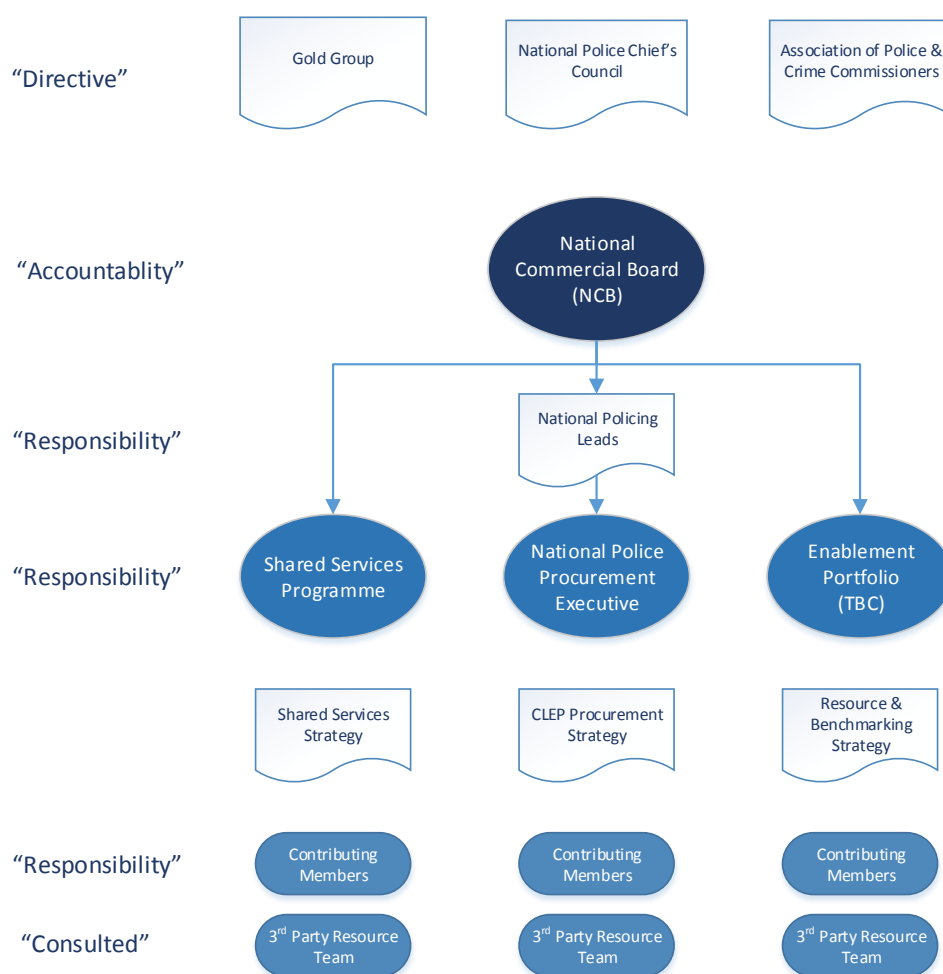 “Directive”
Gold Group
National Police Chief’s
Council
Association of Police &
Crime Commissioners
“Accountablity”
National
Commercial Board
(NCB)
“Responsibility”
National Policing
Leads
“Responsibility”
Shared Services
Programme
National Police
Procurement
Executive
Enablement
Portfolio
(TBC)
Shared Services
Strategy
CLEP Procurement
Strategy
Resource &
Benchmarking
Strategy
“Responsibility”
Contributing
Members
Contributing
Members
Contributing
Members
“Consulted”
3rd Party Resource
Team
3rd Party Resource
Team
3rd Party Resource
Team